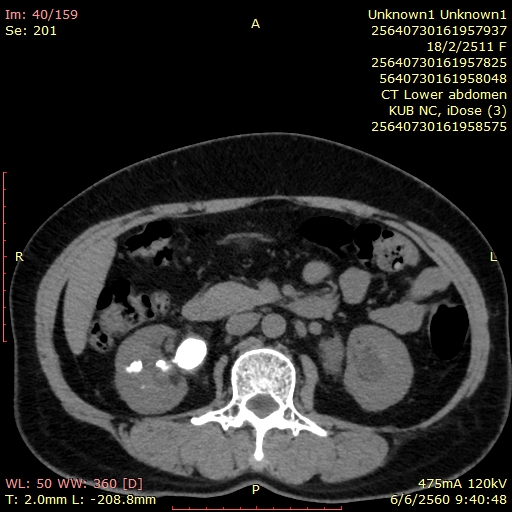 Im: 40/159
Se: 201
A
Unknown1 Unknown1
25640730161957937
18/2/2511 F
25640730161957825
5640730161958048
CT Lower abdomen
KUB NC, iDose (3)
25640730161958575
R
L
WL: 50 WW: 360 [D]
T: 2.0mm L: -208.8mm
P
475mA 120kV
6/6/2560 9:40:48